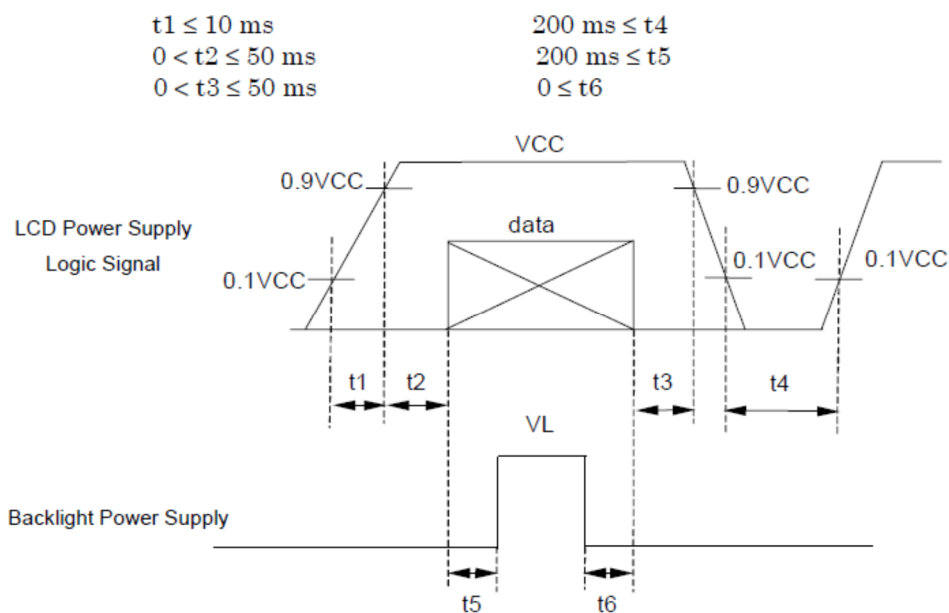 t1 ≤ 10 ms
200 ms ≤ t4
0 < t2 ≤ 50 ms
200 ms ≤ t5
0 < t3 ≤ 50 ms
0 ≤ t6
VCC
0.9VCC
0.9VCC
LCD Power Supply
Logic Signal
data
0.1VCC
0.1VCC
0.1VCC
t1
t2
t3
t4
VL
Backlight Power Supply
t5
t6